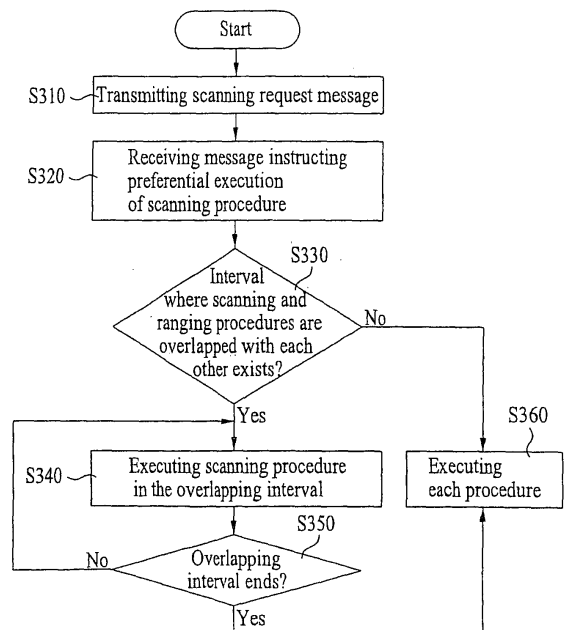 Start
S310
Transmitting scanning request message
S320
Receiving message instructing
preferential execution
of scanning procedure
S330
Interval
where scanning and
ranging procedures are
overlapped with each
other exists?
No
Yes
S340
Executing scanning procedure
in the overlapping interval
S360
Executing
each procedure
S350
Overlapping
interval ends?
No
Yes